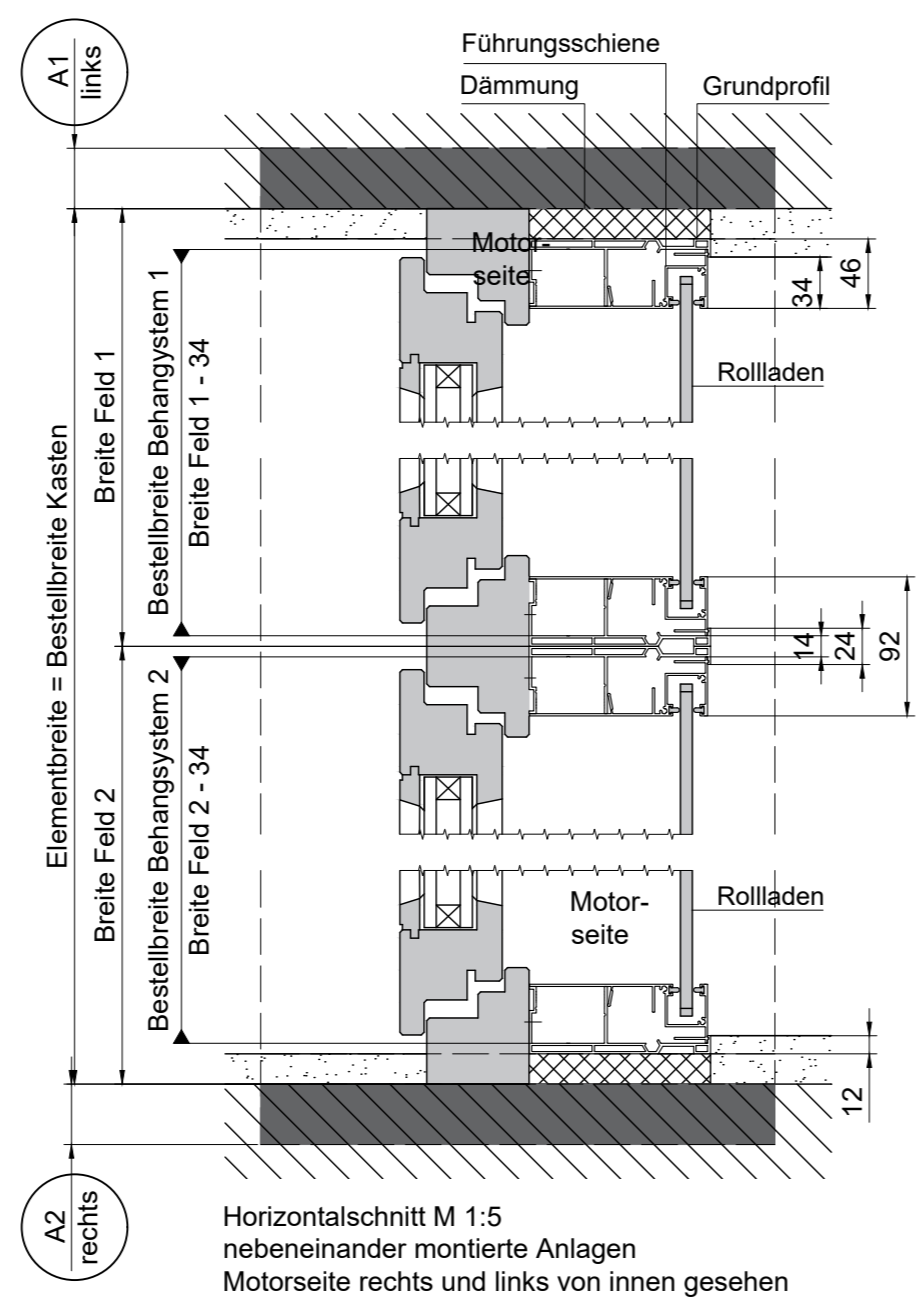 A1
links
Führungsschiene
Dämmung
Grundprofil
Motor-
seite
34
46
Rollladen
Elementbreite = Bestellbreite Kasten
Breite Feld 1
Bestellbreite Behangystem 1
Breite Feld 1 - 34
14
24
92
Breite Feld 2
Bestellbreite Behangsystem 2
Breite Feld 2 - 34
Motor-
seite
Rollladen
12
A2
rechts
Horizontalschnitt M 1:5
nebeneinander montierte Anlagen
Motorseite rechts und links von innen gesehen